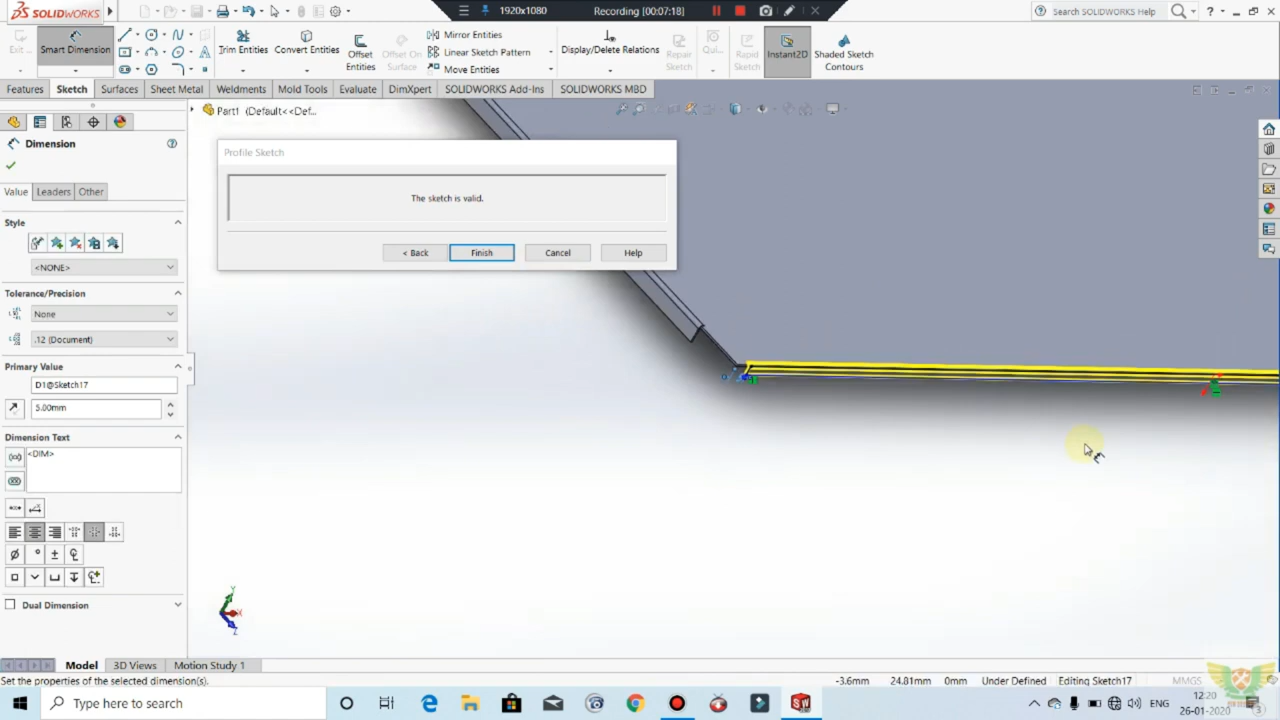 SOLIDWORKS
1920x1080
Recording [00:07:18]
Search SOLIDWORKS Help
Exit ...
Smart Dimension
Trim Entities
Convert Entities
Offset Entities
Offset On Surface
Mirror Entities
Linear Sketch Pattern
Move Entities
Display/Delete Relations
Repair Sketch
Qui...
Rapid Sketch
Instant2D
Shaded Sketch Contours
Features
Sketch
Surfaces
Sheet Metal
Weldments
Mold Tools
Evaluate
DimXpert
SOLIDWORKS Add-Ins
SOLIDWORKS MBD
Part1 (Default<<Def...
Dimension
Value
Leaders
Other
Style
<NONE>
Tolerance/Precision
None
.12 (Document)
Primary Value
D1@Sketch17
5.00mm
Dimension Text
<DIM>
Dual Dimension
Profile Sketch
The sketch is valid.
< Back
Finish
Cancel
Help
Y
X
Z
Model
3D Views
Motion Study 1
Set the properties of the selected dimension(s).
-3.6mm
24.81mm
0mm
Under Defined
Editing Sketch17
MMGS
Type here to search
ENG
12:20
26-01-2020